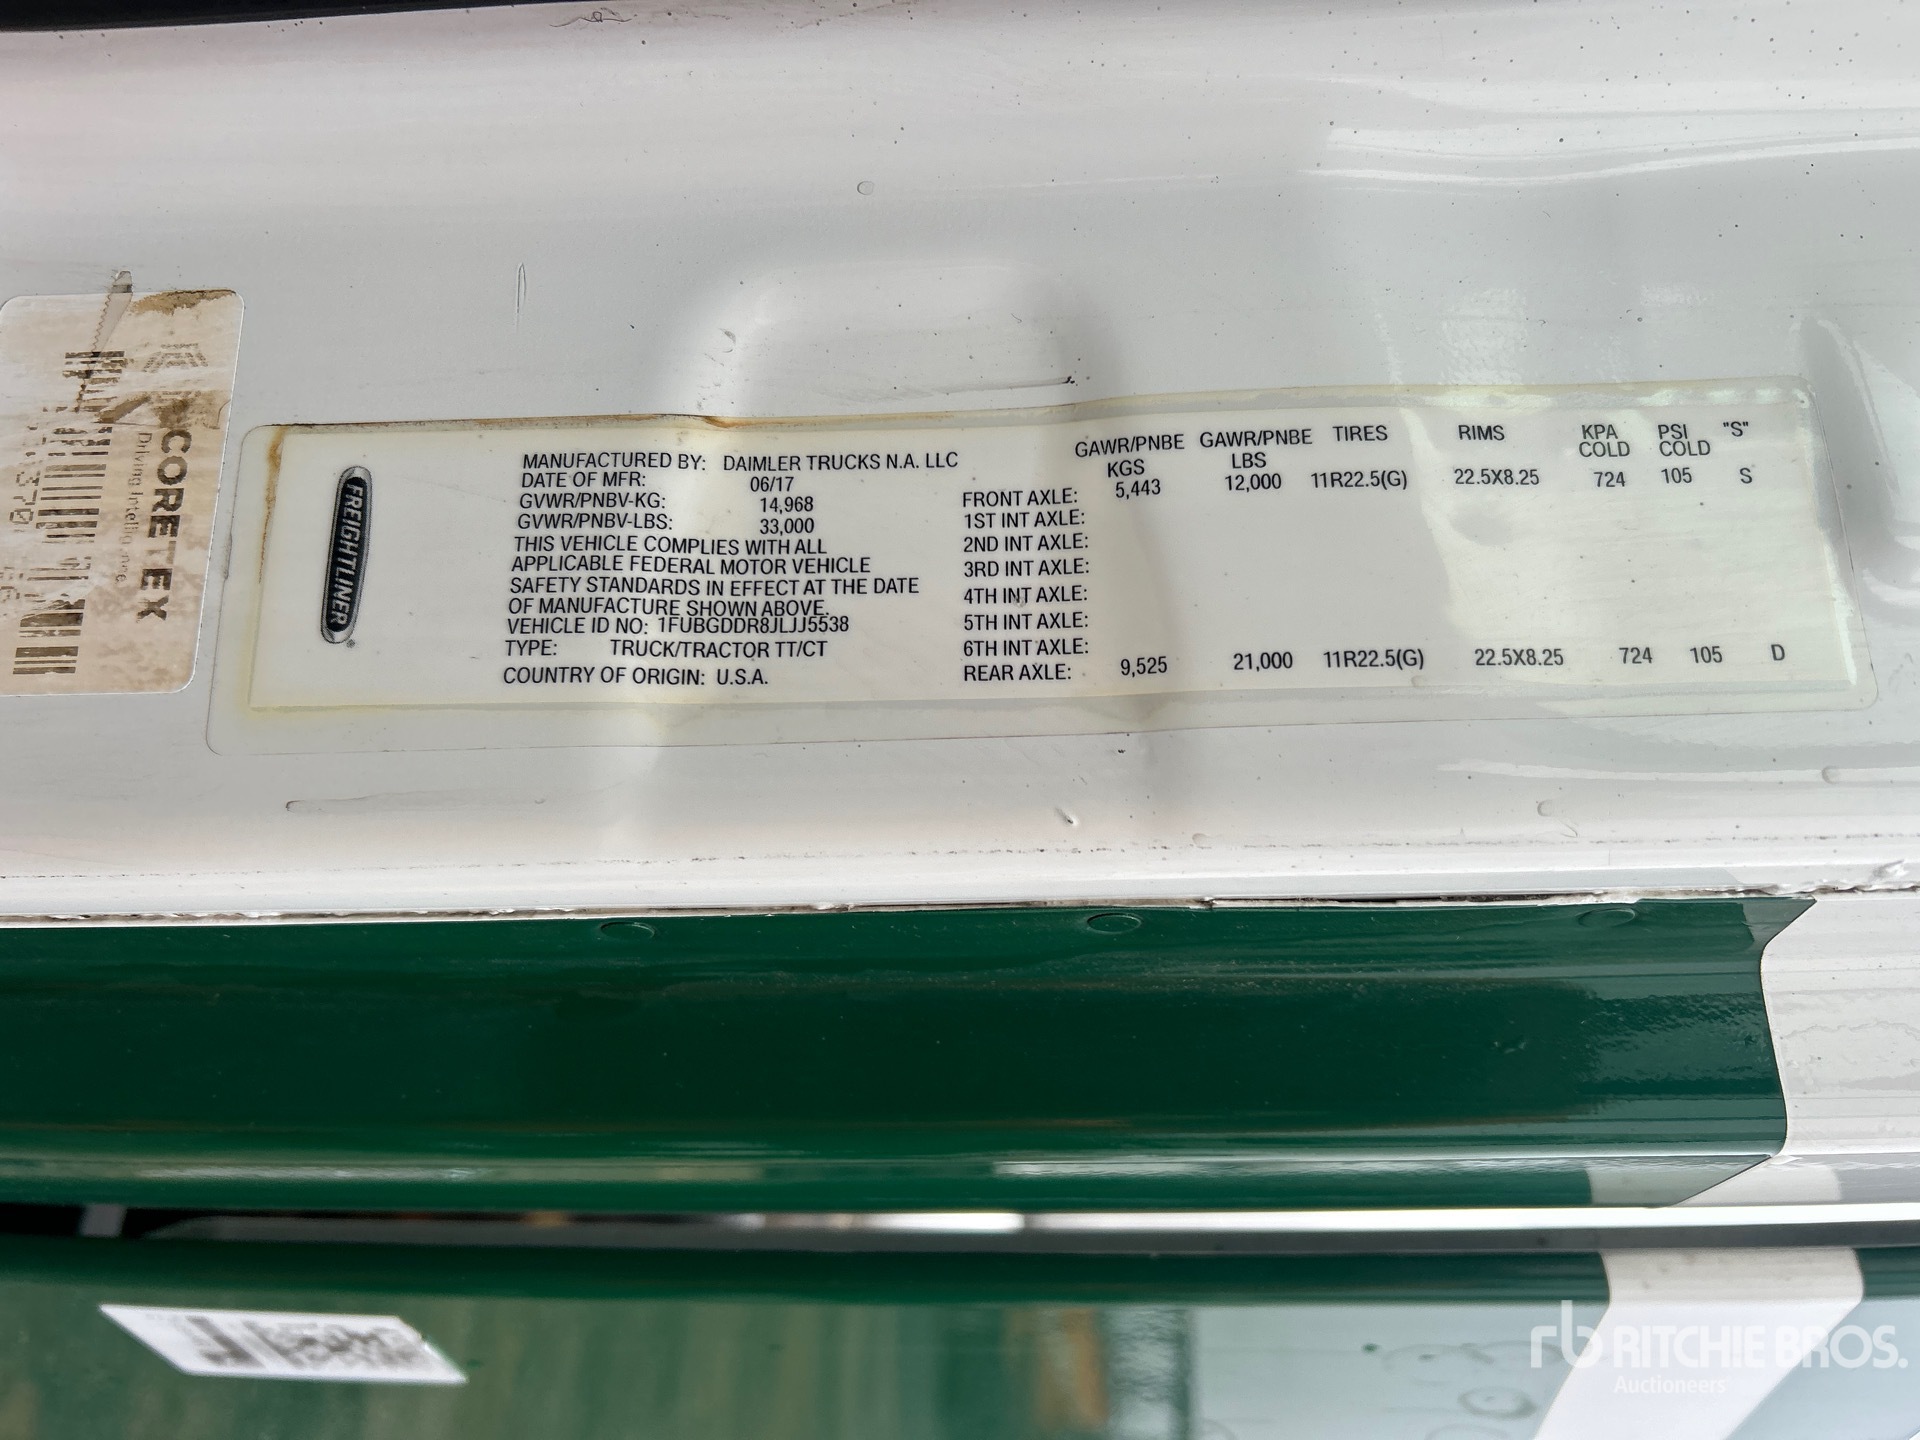 CORETEX
Driving Intelligence.
FREIGHTLINER
MANUFACTURED BY: DAIMLER TRUCKS N.A. LLC
DATE OF MFR: 06/17
GVWR/PNBV-KG: 14,968
GVWR/PNBV-LBS: 33,000
THIS VEHICLE COMPLIES WITH ALL
APPLICABLE FEDERAL MOTOR VEHICLE
SAFETY STANDARDS IN EFFECT AT THE DATE
OF MANUFACTURE SHOWN ABOVE.
VEHICLE ID NO: 1FUBGDDR8JLJJ5538
TYPE: TRUCK/TRACTOR TT/CT
COUNTRY OF ORIGIN: U.S.A.
GAWR/PNBE GAWR/PNBE TIRES RIMS KPA PSI "S"
KGS LBS COLD COLD
FRONT AXLE: 5,443 12,000 11R22.5(G) 22.5X8.25 724 105 S
1ST INT AXLE:
2ND INT AXLE:
3RD INT AXLE:
4TH INT AXLE:
5TH INT AXLE:
6TH INT AXLE:
REAR AXLE: 9,525 21,000 11R22.5(G) 22.5X8.25 724 105 D
rb RITCHIE BROS.
Auctioneers